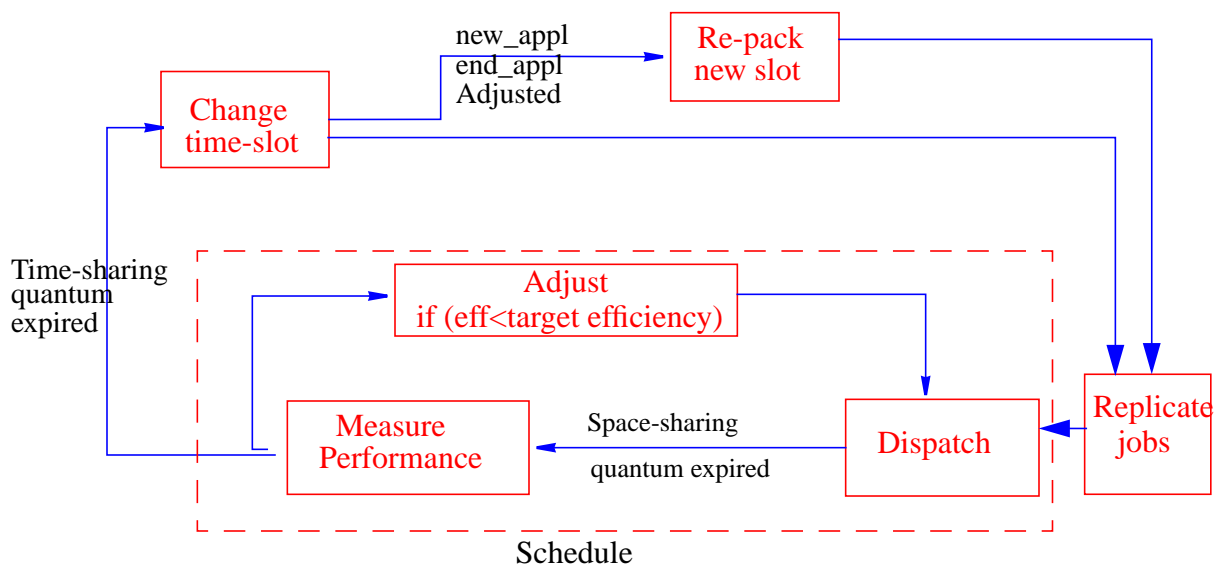 new_appl
end_appl
Adjusted
Re-pack
new slot
Change
time-slot
Time-sharing
quantum
expired
Adjust
if (eff<target efficiency)
Measure
Performance
Space-sharing
quantum expired
Dispatch
Replicate
jobs
Schedule